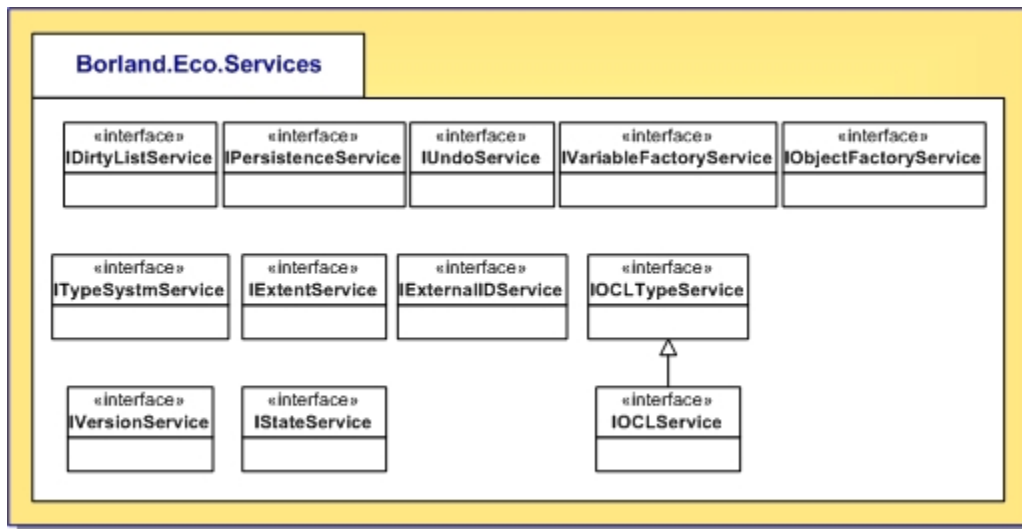 Borland.Eco.Services
«interface» «interface» «interface» «interface» «interface»
IDirtyListService IPersistenceService IUndoService IVariableFactoryService IObjectFactoryService
«interface» «interface» «interface» «interface»
ITypeSystmService IExtentService IExternalIDService IOCLTypeService
«interface» «interface» «interface»
IVersionService IStateService IOCLService